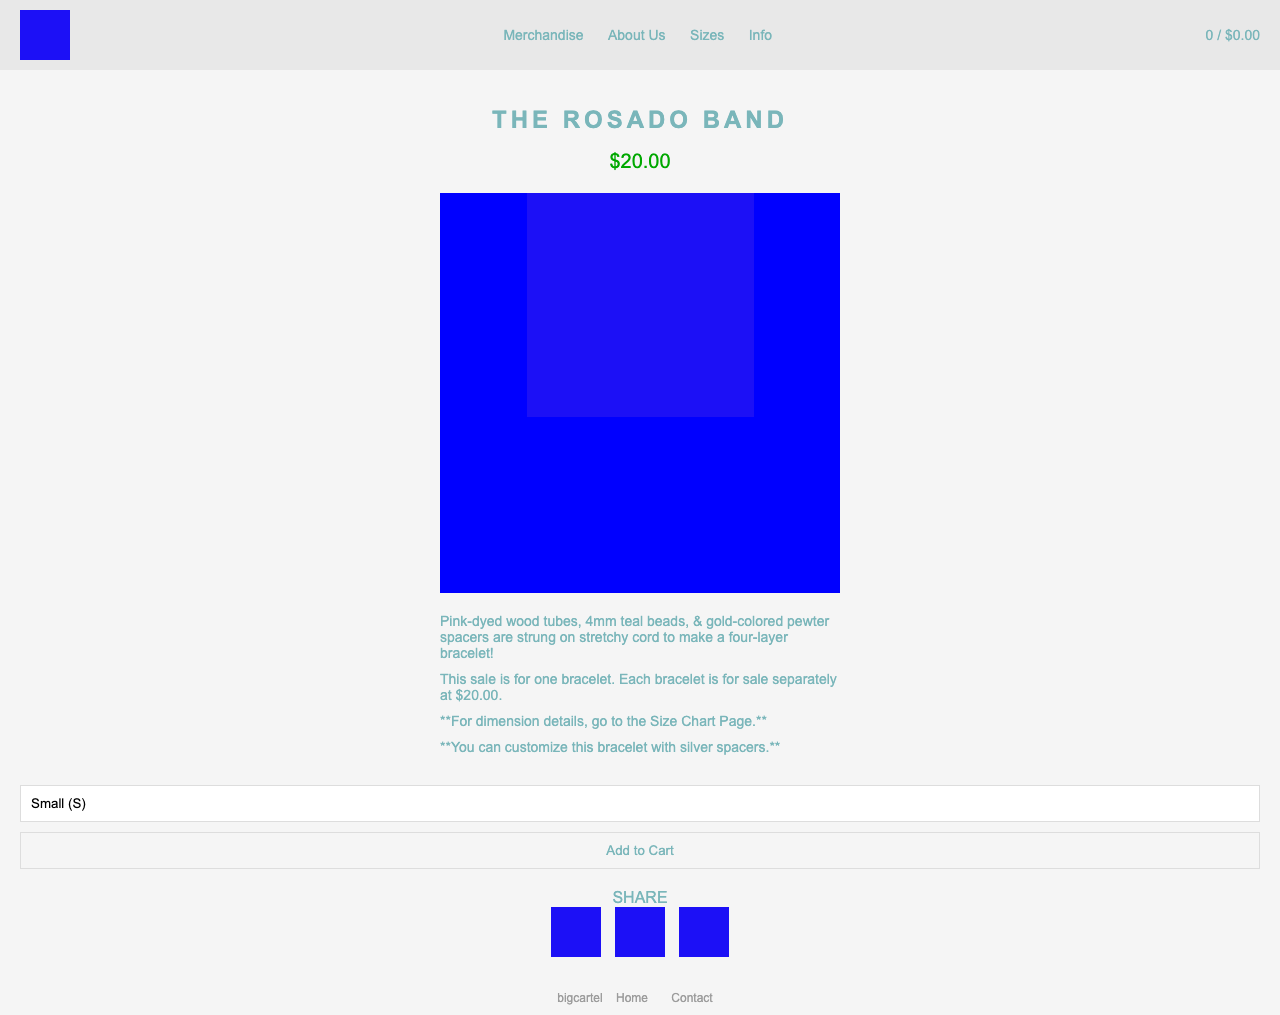 Merchandise About Us Sizes Info 0 / $0.00
THE ROSADO BAND
$20.00
Pink-dyed wood tubes, 4mm teal beads, & gold-colored pewter
spacers are strung on stretchy cord to make a four-layer
bracelet!
This sale is for one bracelet. Each bracelet is for sale separately
at $20.00.
**For dimension details, go to the Size Chart Page.**
**You can customize this bracelet with silver spacers.**
Small (S)
Add to Cart
SHARE
bigcartel Home Contact